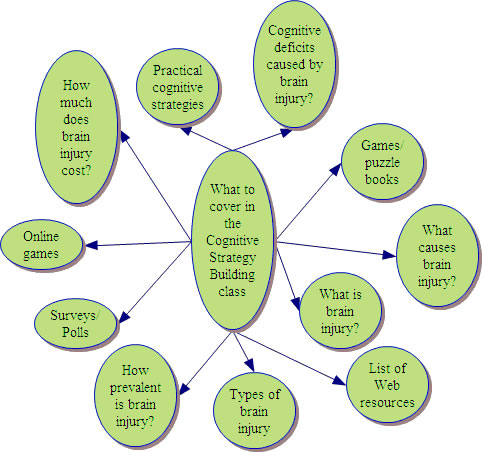 Cognitive
deficits
caused by
brain
injury?
Practical
cognitive
strategies
How
much
does
brain
injury
cost?
Games/
puzzle
books
What to
cover in
the
Cognitive
Strategy
Building
class
What
causes
brain
injury?
Online
games
What is
brain
injury?
Surveys/
Polls
How
prevalent
is brain
injury?
Types of
brain
injury
List of
Web
resources